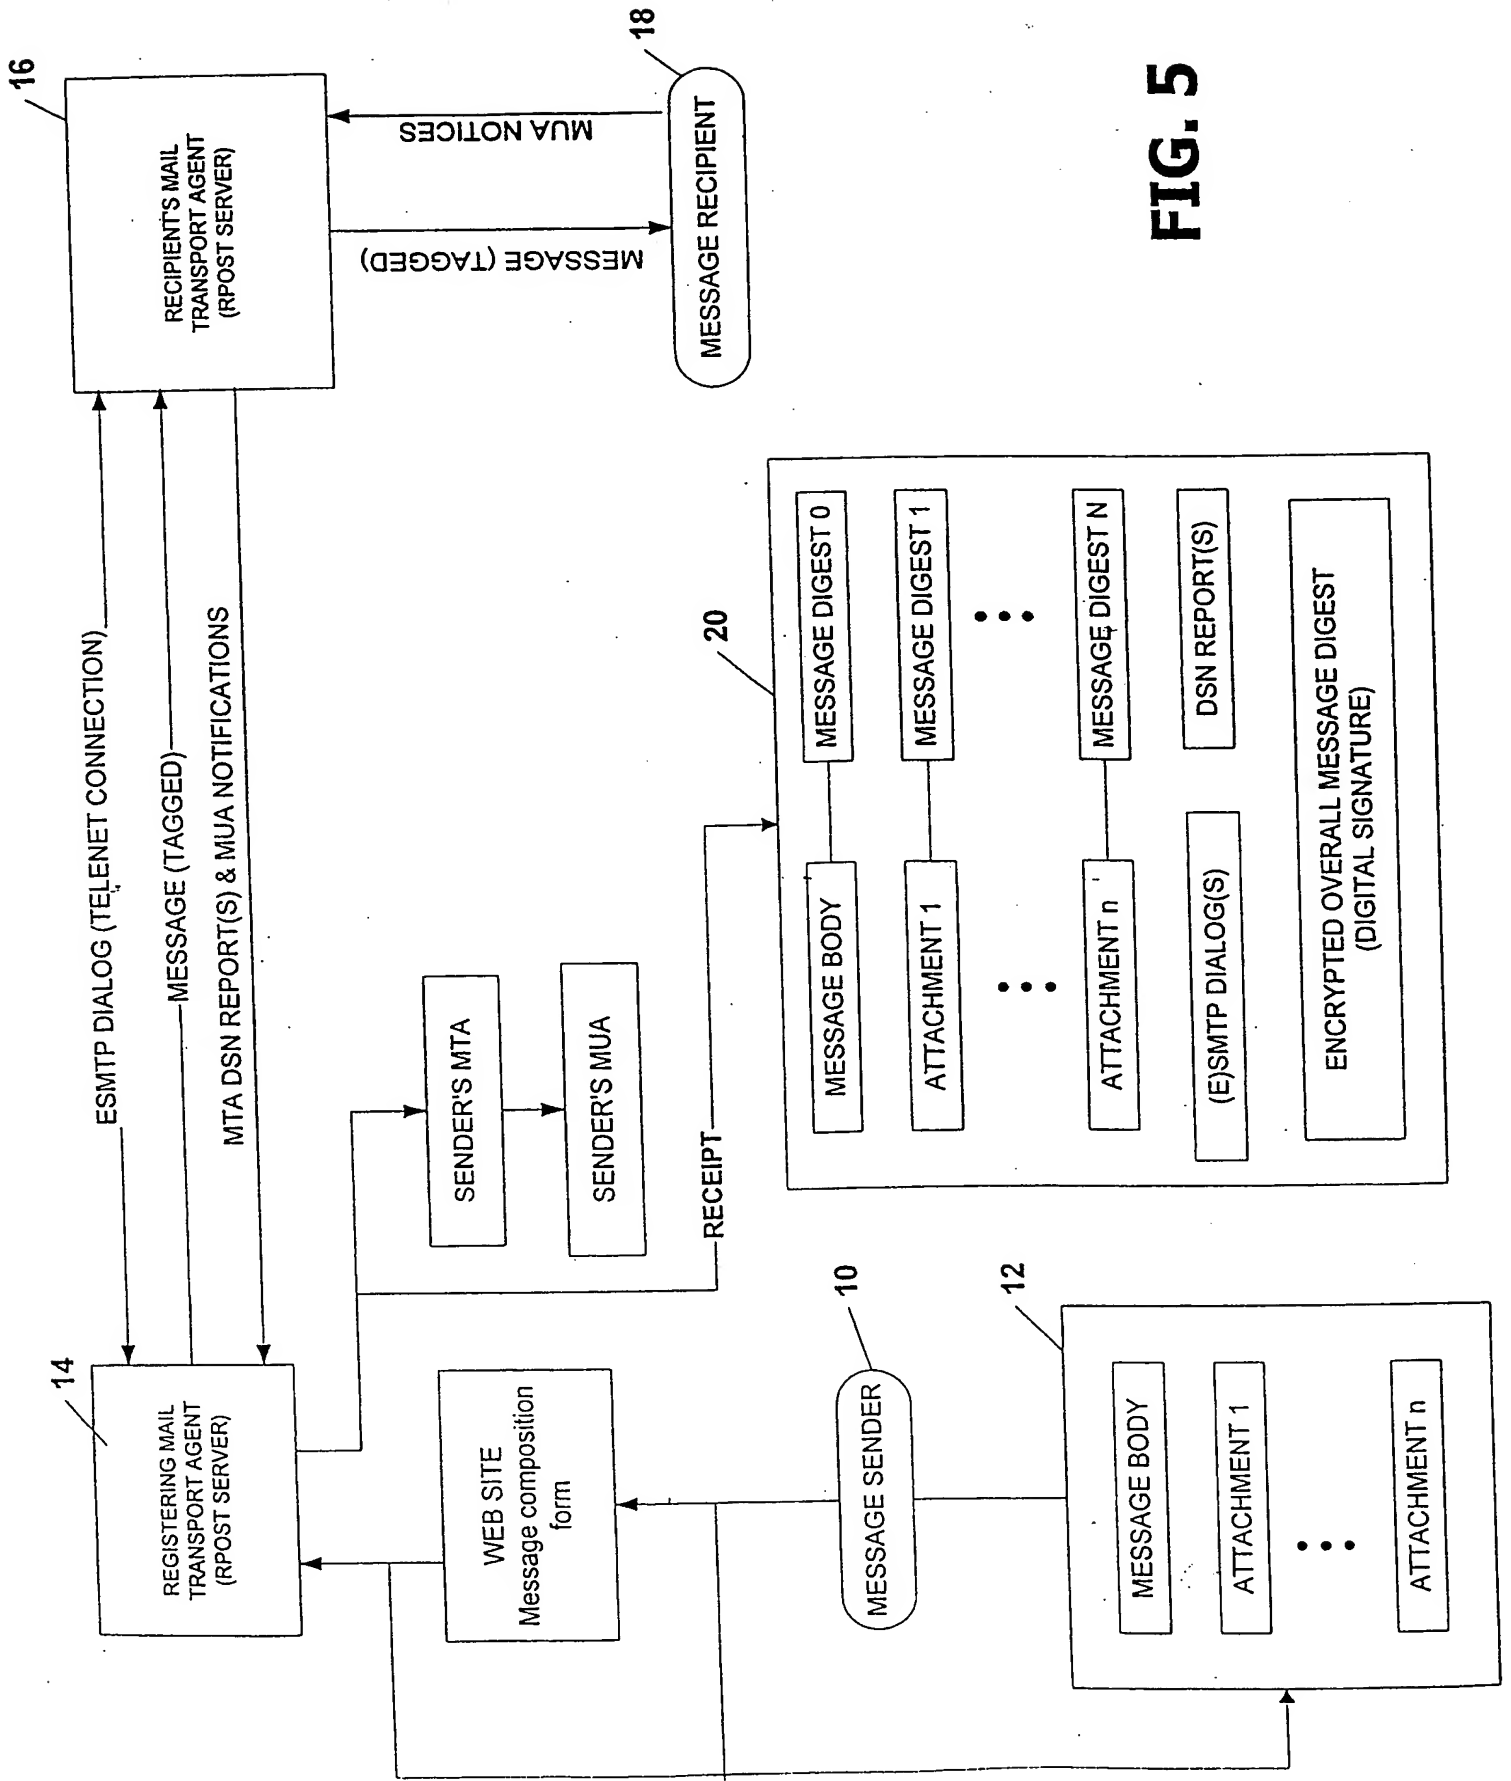 14
REGISTERING MAIL
TRANSPORT AGENT
(RPOST SERVER)
ESMTP DIALOG (TELENET CONNECTION)
MESSAGE (TAGGED)
MTA DSN REPORT(S) & MUA NOTIFICATIONS
16
RECIPIENT'S MAIL
TRANSPORT AGENT
(RPOST SERVER)
MESSAGE (TAGGED)
MUA NOTICES
18
MESSAGE RECIPIENT
WEB SITE
Message composition
form
SENDER'S MTA
SENDER'S MUA
RECEIPT
10
MESSAGE SENDER
12
MESSAGE BODY
ATTACHMENT 1
ATTACHMENT n
20
MESSAGE BODY
MESSAGE DIGEST 0
ATTACHMENT 1
MESSAGE DIGEST 1
ATTACHMENT n
MESSAGE DIGEST N
(E)SMTP DIALOG(S)
DSN REPORT(S)
ENCRYPTED OVERALL MESSAGE DIGEST
(DIGITAL SIGNATURE)
FIG. 5